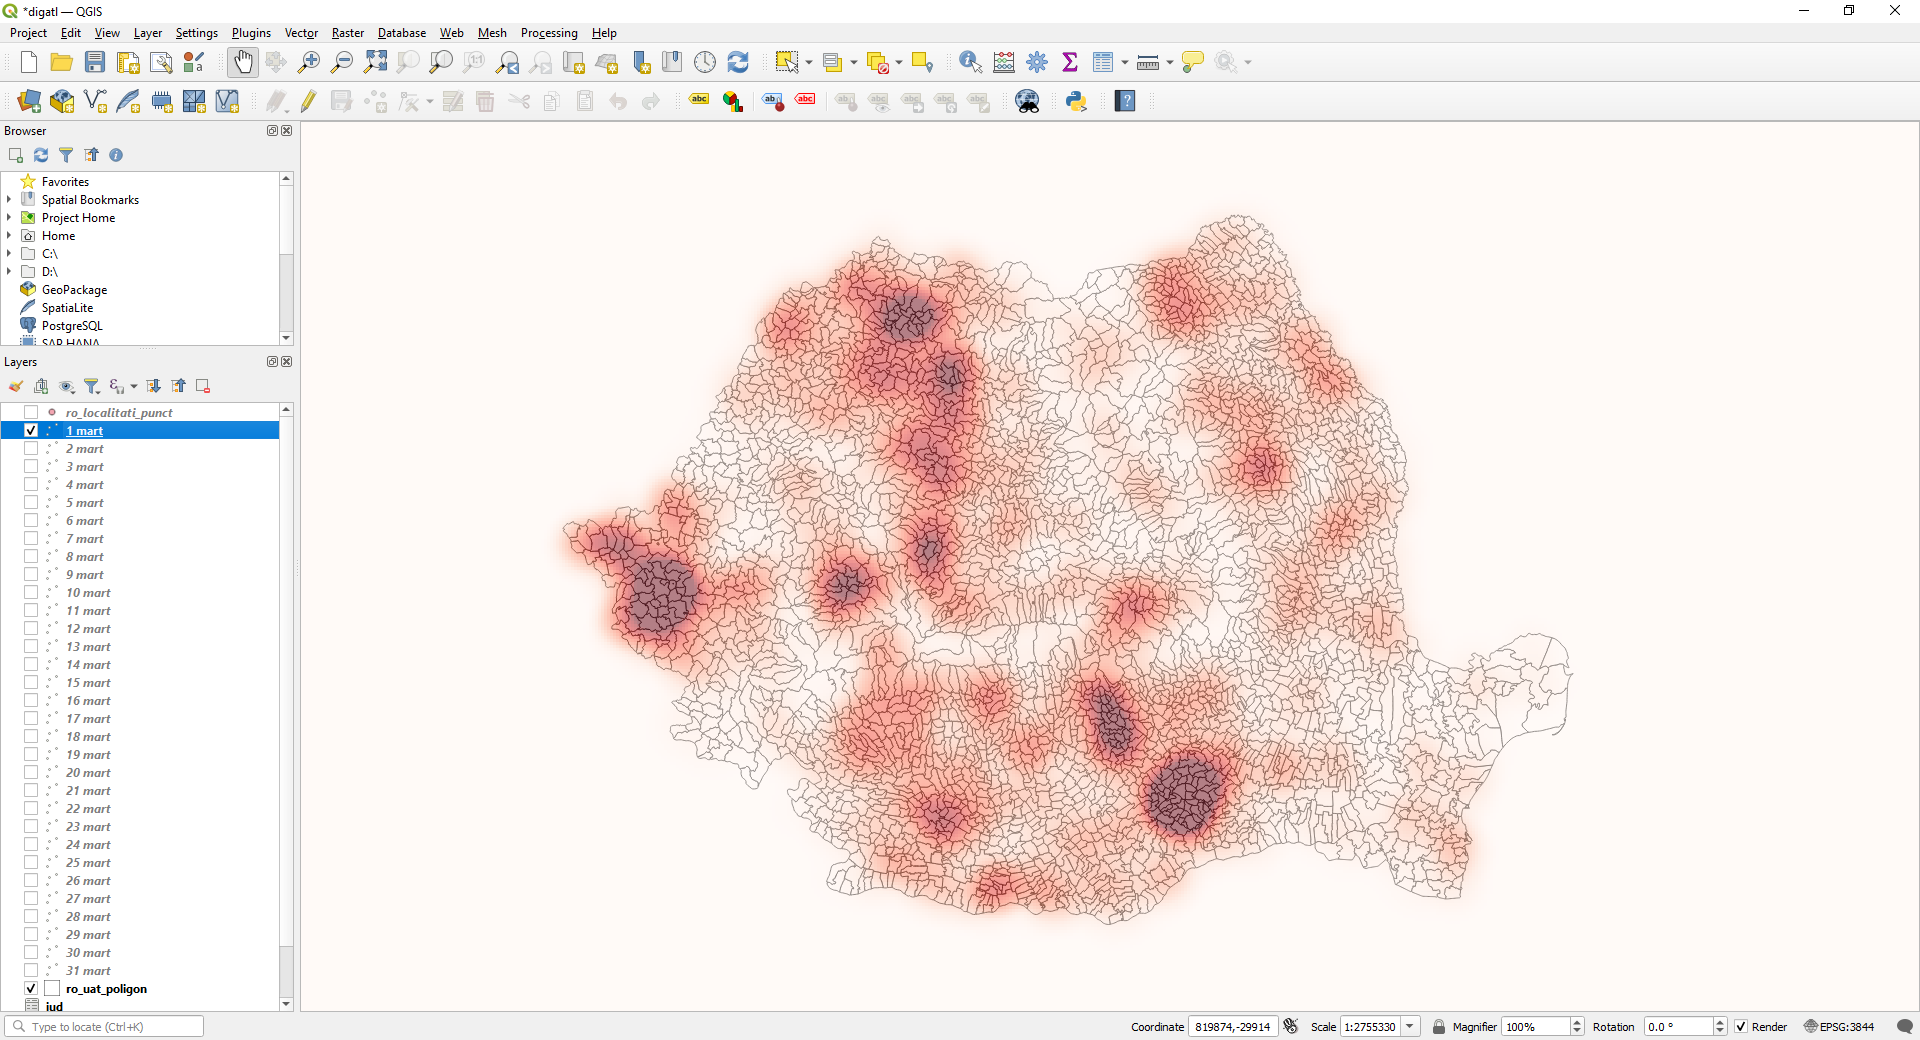 *digatl — QGIS
Project Edit View Layer Settings Plugins Vector Raster Database Web Mesh Processing Help
Browser
Favorites
Spatial Bookmarks
Project Home
Home
C:\
D:\
GeoPackage
SpatiaLite
PostgreSQL
SAP HANA
Layers
ro_localitati_punct
1 mart
2 mart
3 mart
4 mart
5 mart
6 mart
7 mart
8 mart
9 mart
10 mart
11 mart
12 mart
13 mart
14 mart
15 mart
16 mart
17 mart
18 mart
19 mart
20 mart
21 mart
22 mart
23 mart
24 mart
25 mart
26 mart
27 mart
28 mart
29 mart
30 mart
31 mart
ro_uat_poligon
iud
Type to locate (Ctrl+K)
Coordinate 819874,-29914 Scale 1:2755330 Magnifier 100% Rotation 0.0 ° Render EPSG:3844